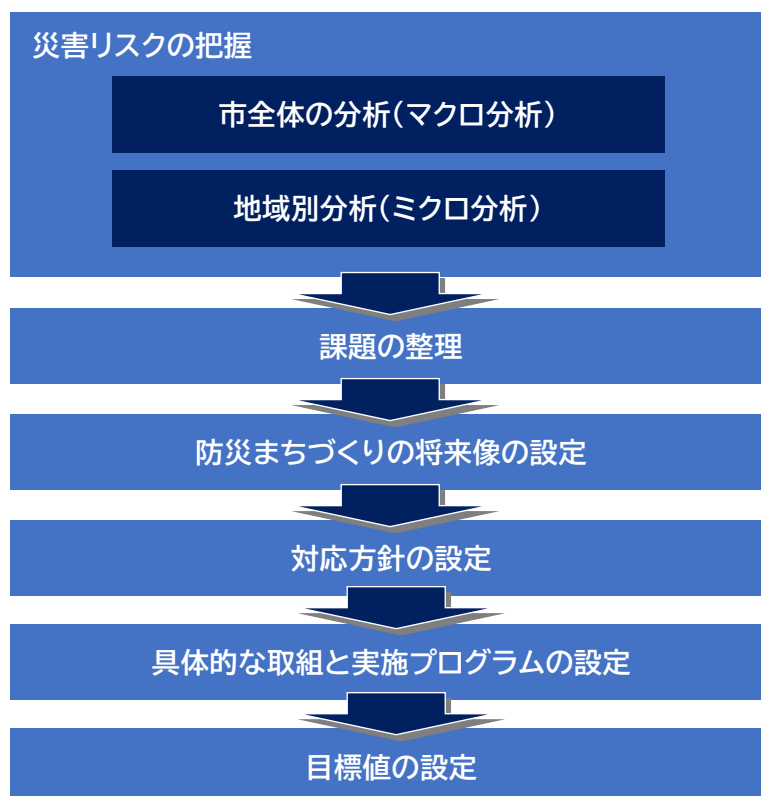 災害リスクの把握
市全体の分析(マクロ分析)
地域別分析(ミクロ分析)
課題の整理
防災まちづくりの将来像の設定
対応方針の設定
具体的な取組と実施プログラムの設定
目標値の設定